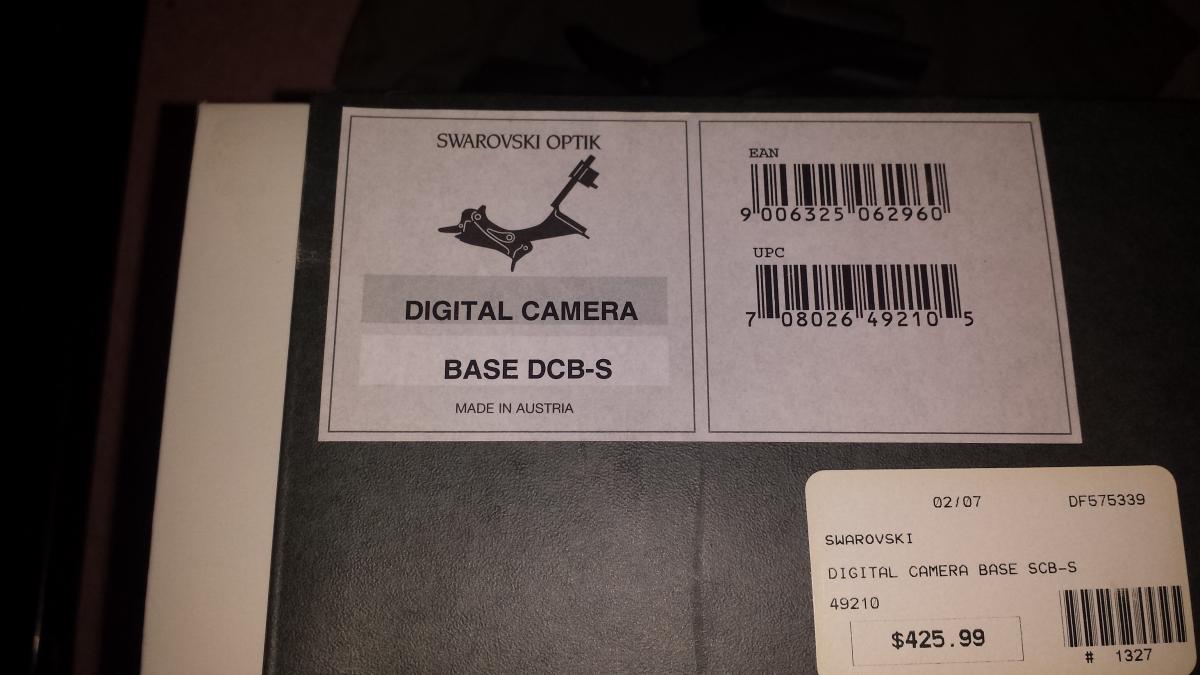 SWAROVSKI OPTIK
DIGITAL CAMERA
BASE DCB-S
MADE IN AUSTRIA
EAN
9 006325 062960
UPC
7 08026 49210 5
02/07 DF575339
SWAROVSKI
DIGITAL CAMERA BASE SCB-S
49210
$425.99
# 1327